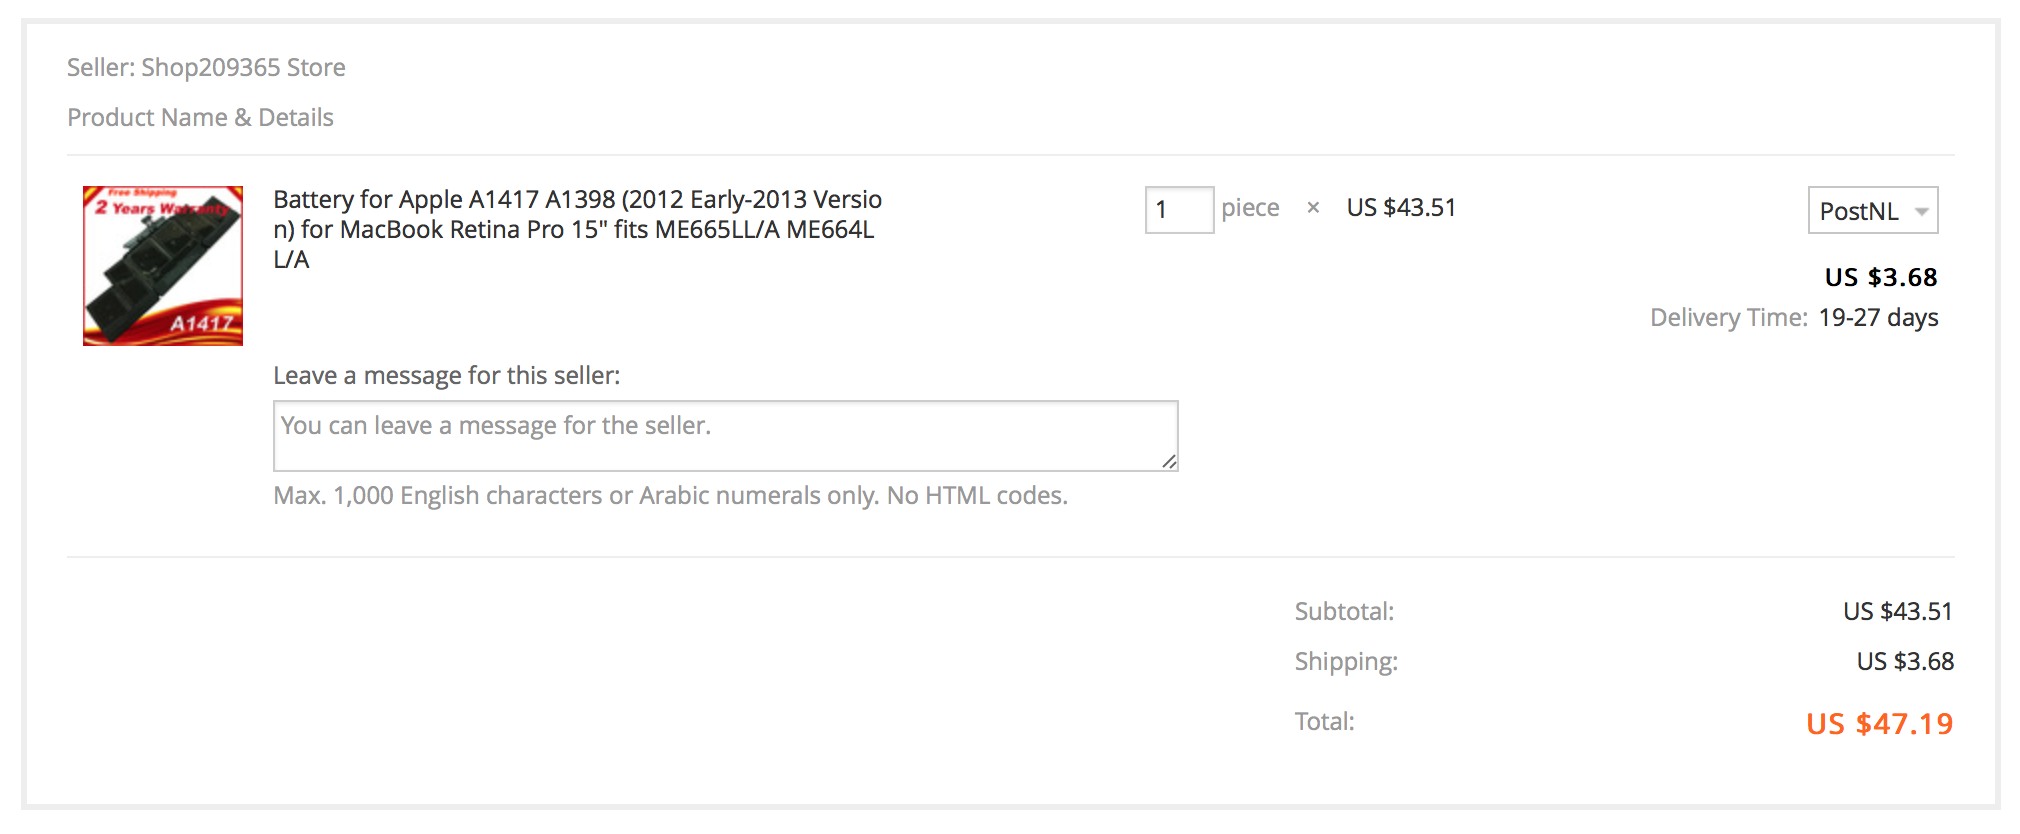 Seller: Shop209365 Store
Product Name & Details
Free Shipping
2 Years Warranty
A1417
Battery for Apple A1417 A1398 (2012 Early-2013 Versio
n) for MacBook Retina Pro 15" fits ME665LL/A ME664L
L/A
1 piece × US $43.51
PostNL
US $3.68
Delivery Time: 19-27 days
Leave a message for this seller:
You can leave a message for the seller.
Max. 1,000 English characters or Arabic numerals only. No HTML codes.
Subtotal: US $43.51
Shipping: US $3.68
Total: US $47.19